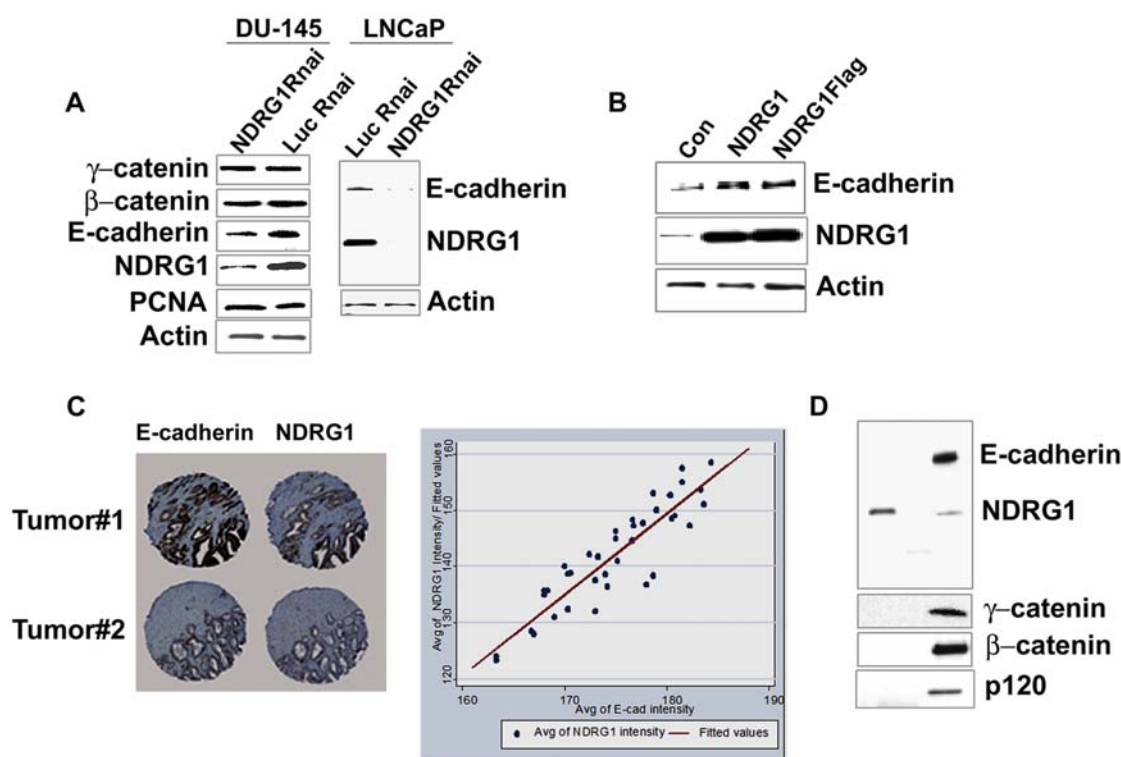 DU-145 LNCaP
A
NDRG1Rnai
Luc Rnai
Luc Rnai
NDRG1Rnai
γ–catenin
β–catenin
E-cadherin
NDRG1
PCNA
Actin
E-cadherin
NDRG1
Actin
B
Con
NDRG1
NDRG1Flag
E-cadherin
NDRG1
Actin
C
E-cadherin NDRG1
Tumor#1
Tumor#2
Avg of NDRG1 Intensity/ Fitted values
160
150
140
130
120
160 170 180 190
Avg of E-cad intensity
Avg of NDRG1 intensity Fitted values
D
E-cadherin
NDRG1
γ–catenin
β–catenin
p120